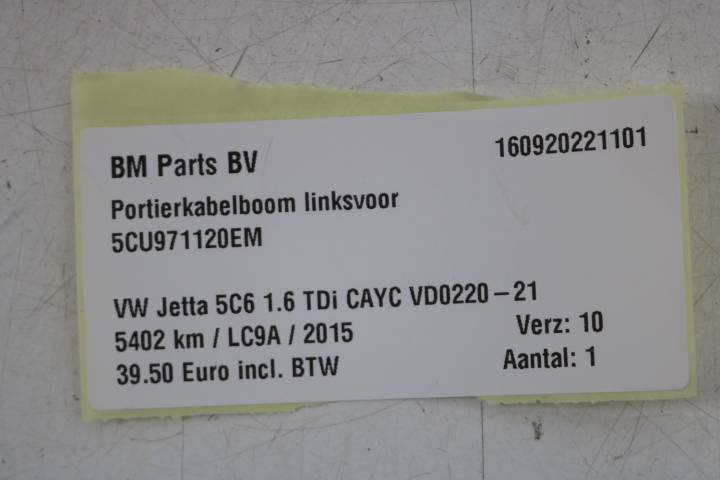 BM Parts BV 160920221101
Portierkabelboom linksvoor
5CU971120EM
VW Jetta 5C6 1.6 TDi CAYC VD0220-21
5402 km / LC9A / 2015 Verz: 10
39.50 Euro incl. BTW Aantal: 1